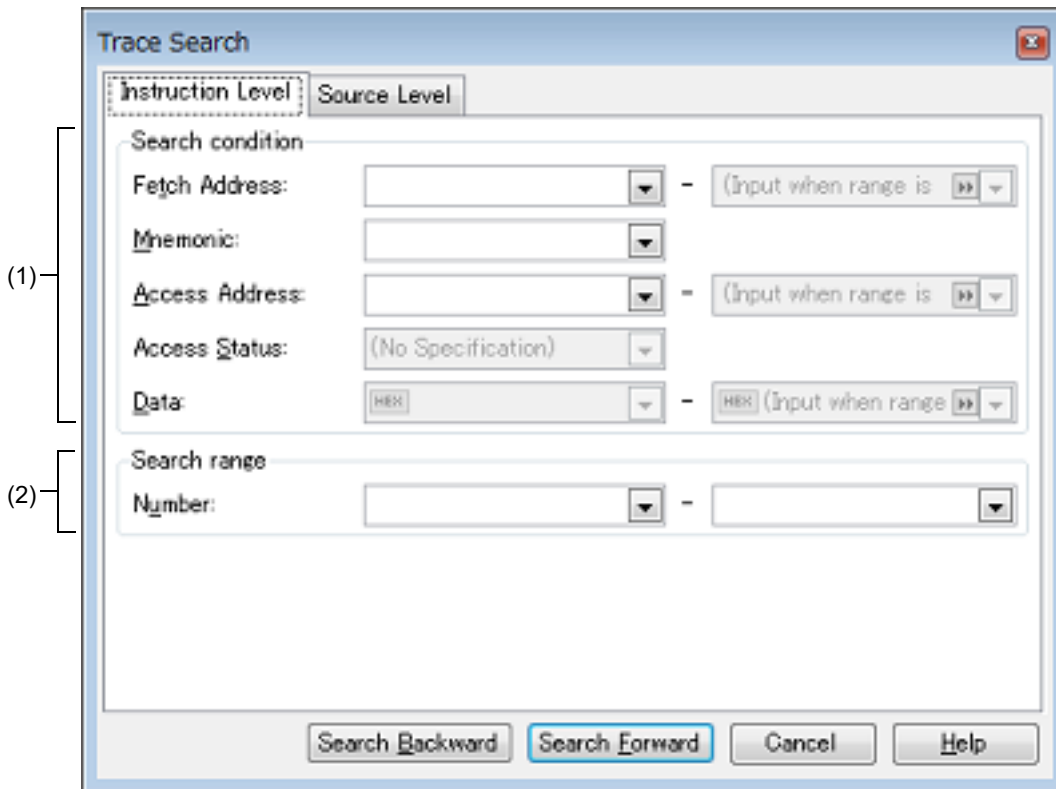 Trace Search
Instruction Level Source Level
(1)
Search condition
Fetch Address: - (Input when range is
Mnemonic:
Access Address: - (Input when range is
Access Status: (No Specification)
Data: HEX - HEX (Input when range
(2)
Search range
Number: -
Search Backward Search Forward Cancel Help